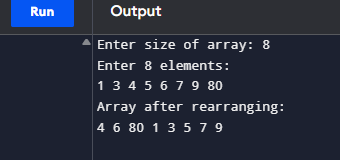 Run
Output
Enter size of array: 8
Enter 8 elements:
1 3 4 5 6 7 9 80
Array after rearranging:
4 6 80 1 3 5 7 9